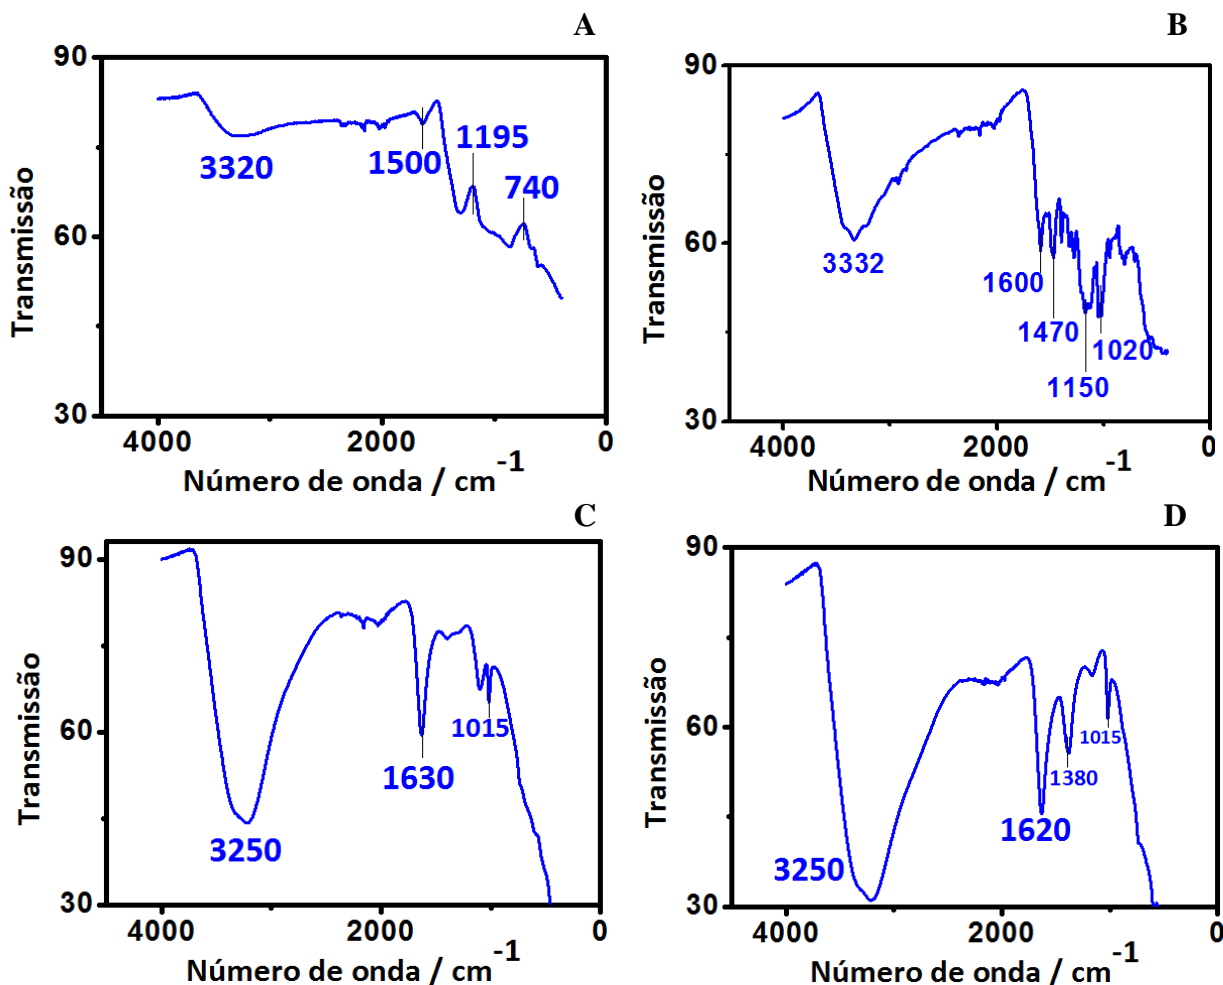 A
90
60
30
Transmissão
3320
1500
1195
740
4000 2000 0
Número de onda / cm-1
B
90
60
30
Transmissão
3332
1600
1470
1150
1020
4000 2000 0
Número de onda / cm-1
C
90
60
30
Transmissão
3250
1630
1015
4000 2000 0
Número de onda / cm-1
D
90
60
30
Transmissão
3250
1620
1380
1015
4000 2000 0
Número de onda / cm-1